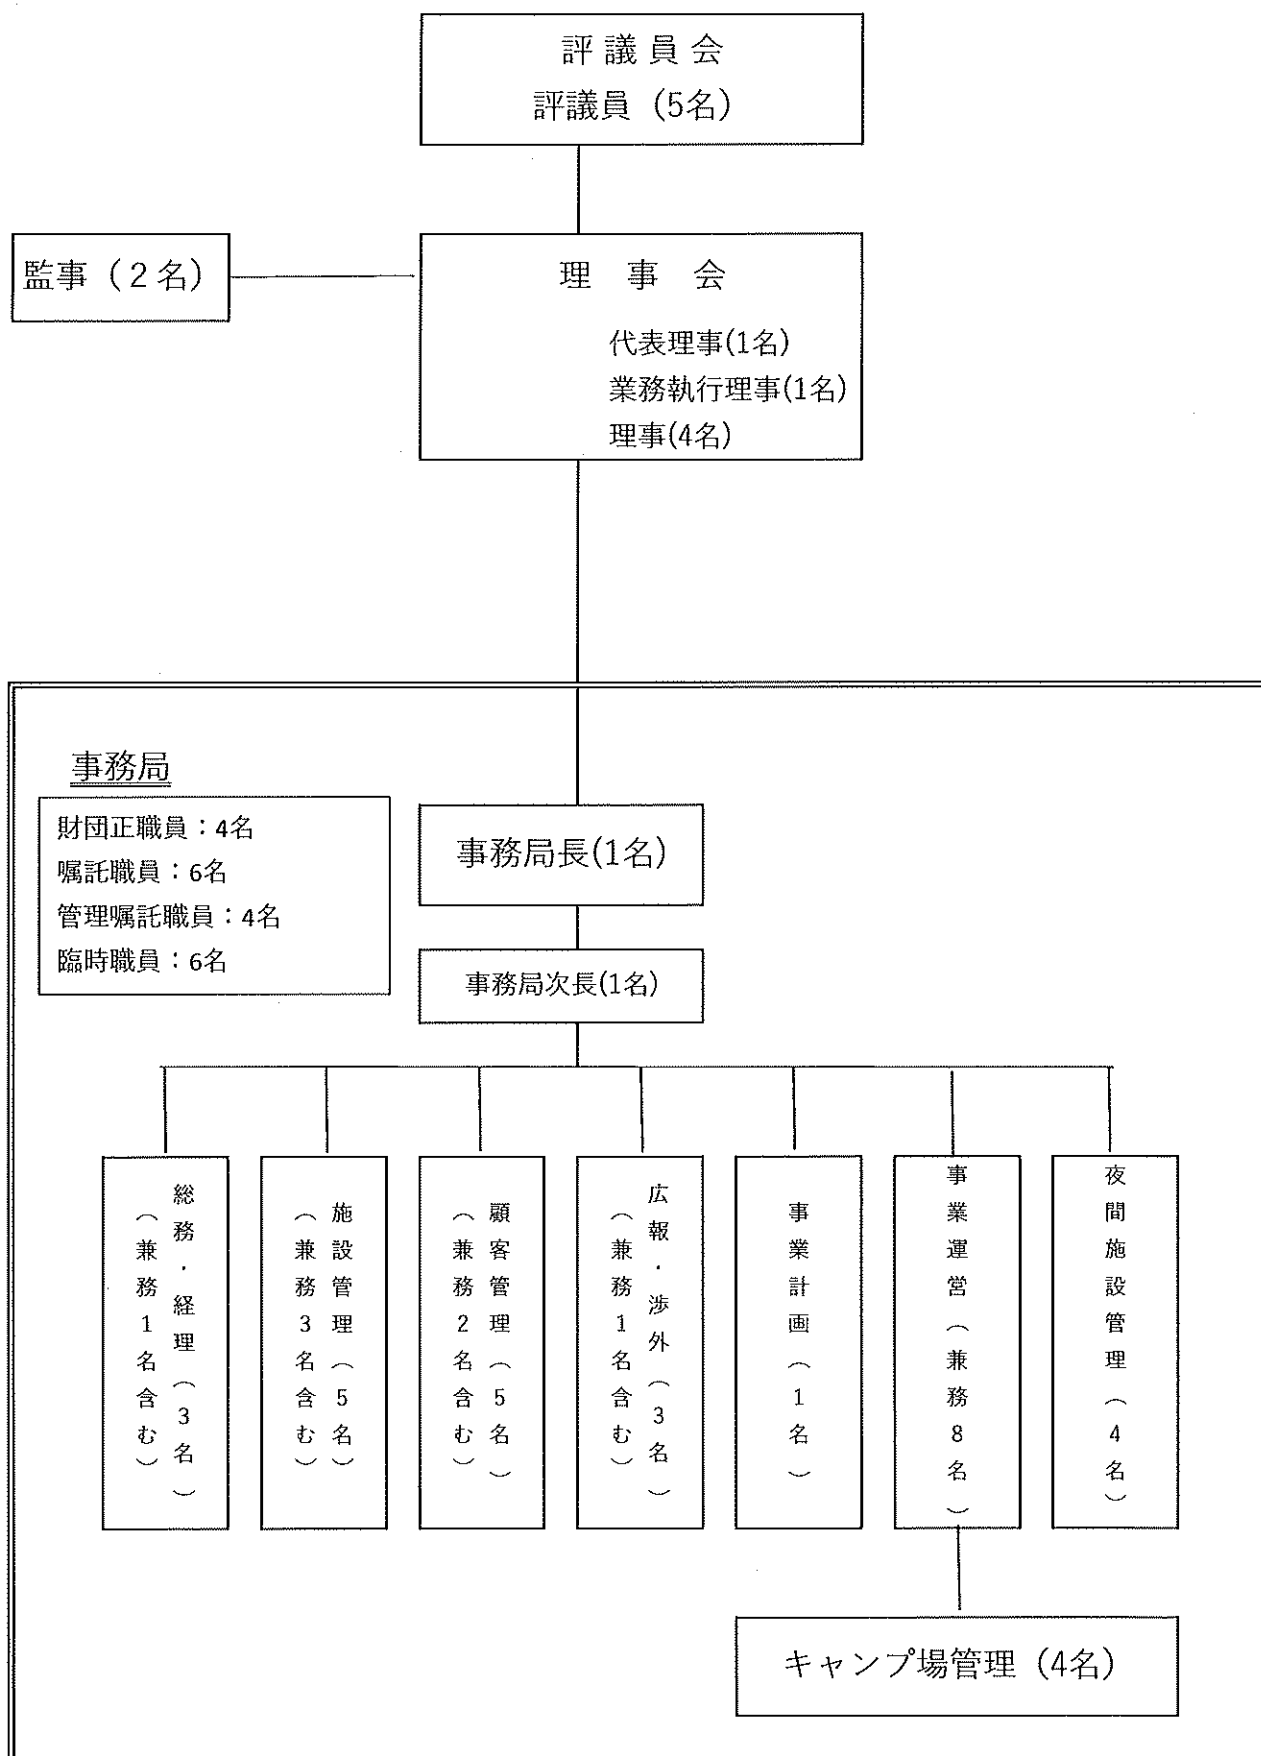 評議員会
評議員（5名）
監事（２名）
理事会
代表理事(1名)
業務執行理事(1名)
理事(4名)
事務局
財団正職員：4名
嘱託職員：6名
管理嘱託職員：4名
臨時職員：6名
事務局長(1名)
事務局次長(1名)
総務・経理（3名）
（兼務1名含む）
施設管理（5名）
（兼務3名含む）
顧客管理（5名）
（兼務2名含む）
広報・渉外（3名）
（兼務1名含む）
事業計画（1名）
事業運営（兼務8名）
夜間施設管理（4名）
キャンプ場管理（4名）